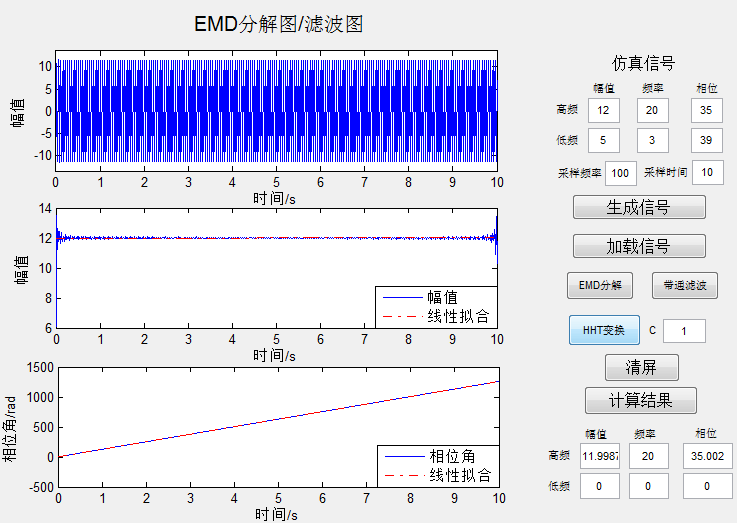 EMD分解图/滤波图
10
5
0
-5
-10
幅值
0 1 2 3 4 5 6 7 8 9 10
时间/s
14
12
10
8
6
幅值
幅值
线性拟合
0 1 2 3 4 5 6 7 8 9 10
时间/s
1500
1000
500
0
-500
相位角/rad
相位角
线性拟合
0 1 2 3 4 5 6 7 8 9 10
时间/s
仿真信号
幅值 频率 相位
高频 12 20 35
低频 5 3 39
采样频率 100 采样时间 10
生成信号
加载信号
EMD分解 带通滤波
HHT变换 C 1
清屏
计算结果
幅值 频率 相位
高频 11.9987 20 35.002
低频 0 0 0